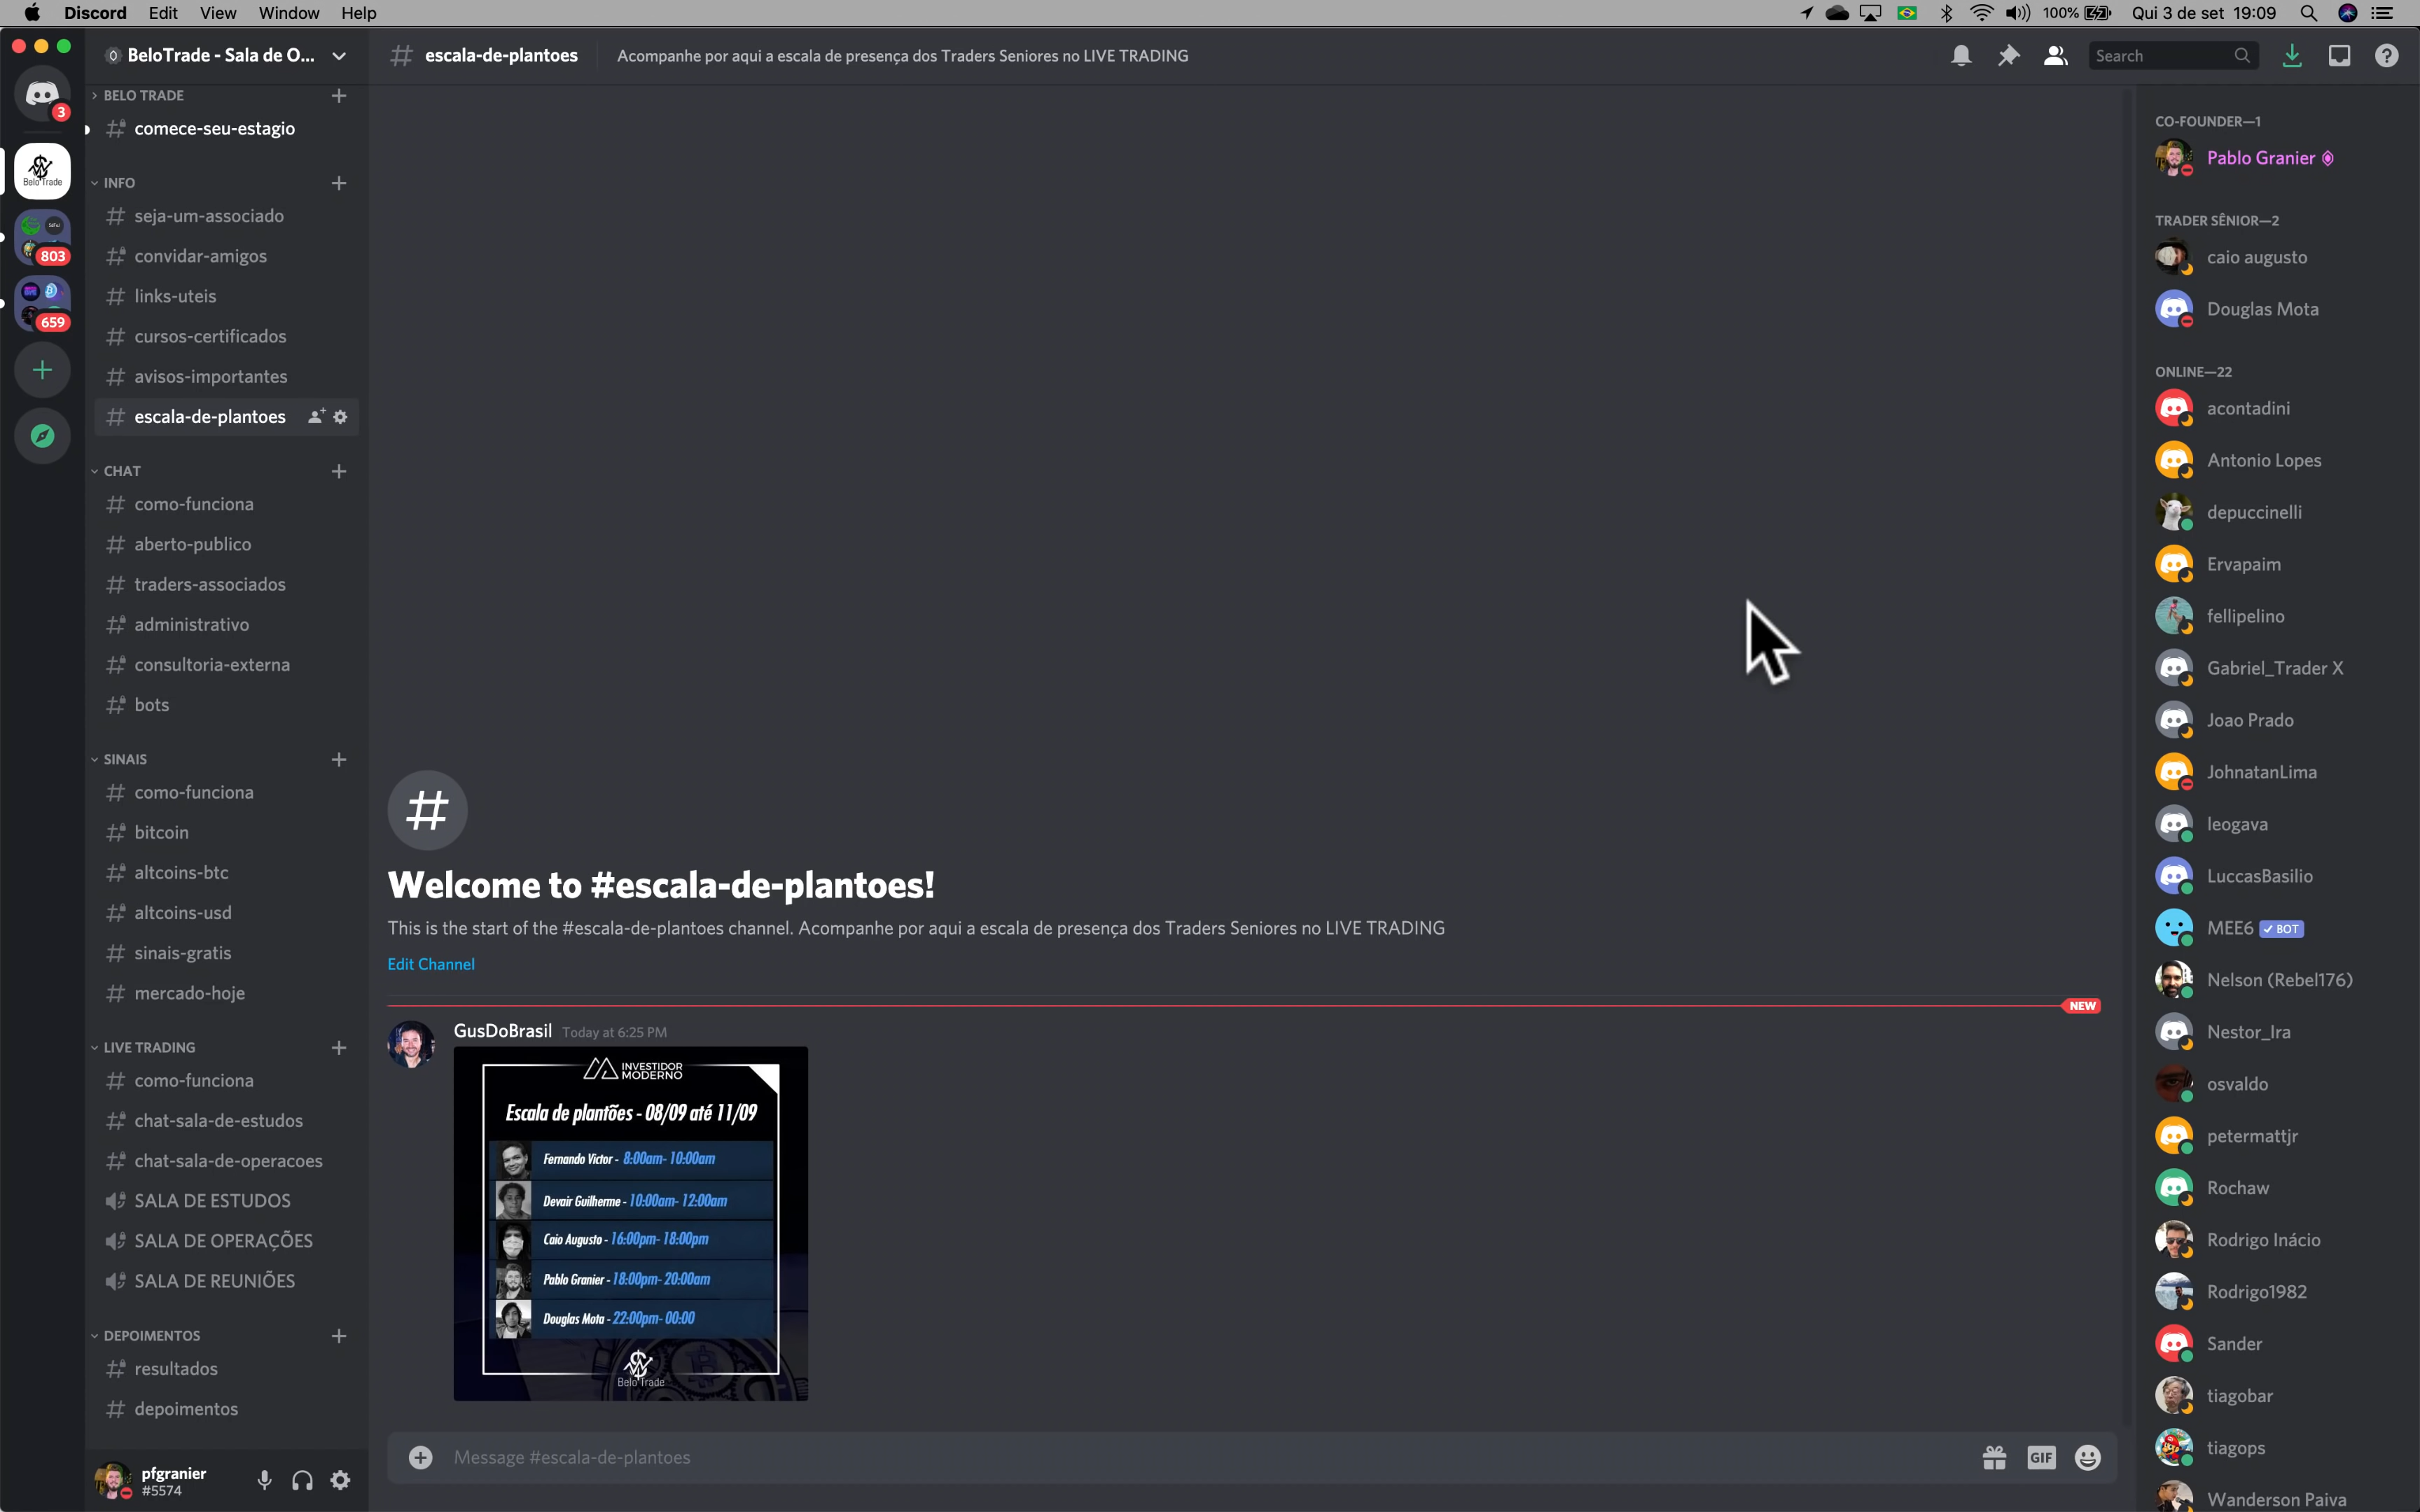 Discord Edit View Window Help
100% Qui 3 de set 19:09
BeloTrade - Sala de O...
escala-de-plantoes
Acompanhe por aqui a escala de presença dos Traders Seniores no LIVE TRADING
Search
3
Belo Trade
803
659
BELO TRADE
comece-seu-estagio
INFO
seja-um-associado
convidar-amigos
links-uteis
cursos-certificados
avisos-importantes
escala-de-plantoes
CHAT
como-funciona
aberto-publico
traders-associados
administrativo
consultoria-externa
bots
SINAIS
como-funciona
bitcoin
altcoins-btc
altcoins-usd
sinais-gratis
mercado-hoje
LIVE TRADING
como-funciona
chat-sala-de-estudos
chat-sala-de-operacoes
SALA DE ESTUDOS
SALA DE OPERAÇÕES
SALA DE REUNIÕES
DEPOIMENTOS
resultados
depoimentos
pfgranier
#5574
Welcome to #escala-de-plantoes!
This is the start of the #escala-de-plantoes channel. Acompanhe por aqui a escala de presença dos Traders Seniores no LIVE TRADING
Edit Channel
NEW
GusDoBrasil Today at 6:25 PM
INVESTIDOR
MODERNO
Escala de plantões - 08/09 até 11/09
Fernando Victor - 8:00am- 10:00am
Devair Guilherme - 10:00am- 12:00am
Caio Augusto - 16:00pm- 18:00pm
Pablo Granier - 18:00pm- 20:00am
Douglas Mota - 22:00pm- 00:00
Belo Trade
Message #escala-de-plantoes
GIF
CO-FOUNDER—1
Pablo Granier
TRADER SÊNIOR—2
caio augusto
Douglas Mota
ONLINE—22
acontadini
Antonio Lopes
depuccinelli
Ervapaim
fellipelino
Gabriel_Trader X
Joao Prado
JohnatanLima
leogava
LuccasBasilio
MEE6 BOT
Nelson (Rebel176)
Nestor_Ira
osvaldo
petermattjr
Rochaw
Rodrigo Inácio
Rodrigo1982
Sander
tiagobar
tiagops
Wanderson Paiva